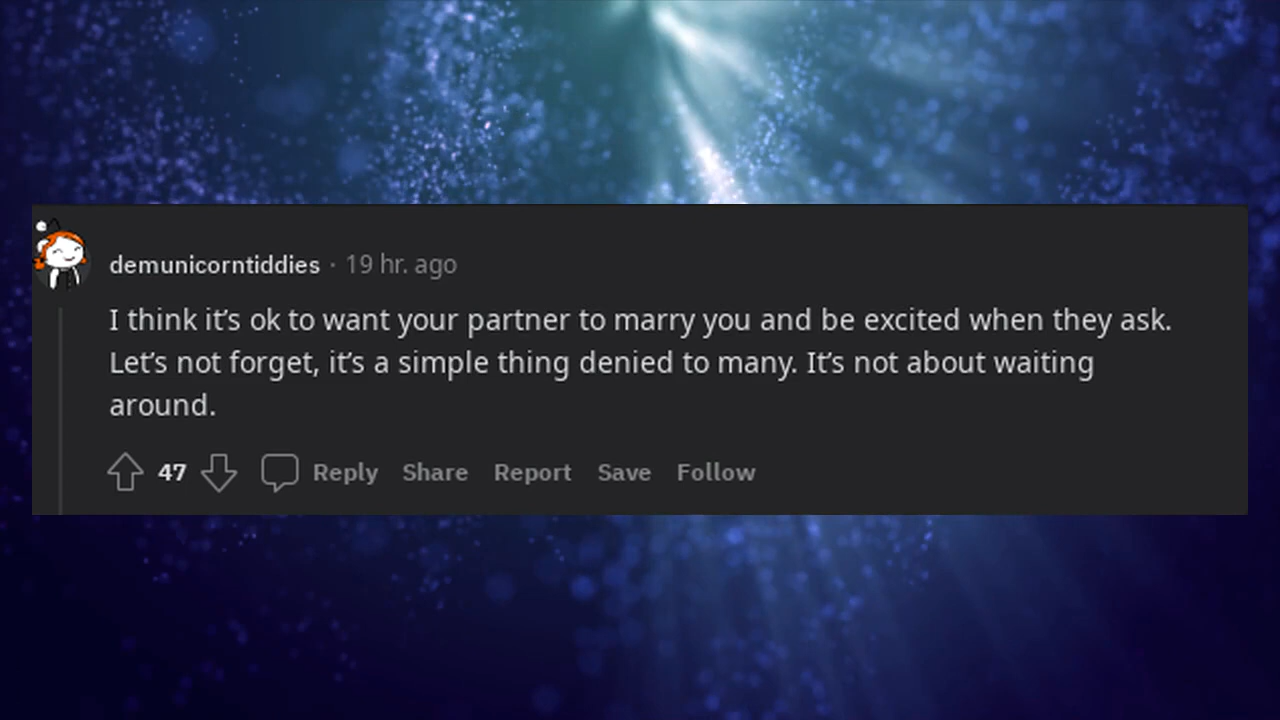 demunicorntiddies · 19 hr. ago
I think it’s ok to want your partner to marry you and be excited when they ask.
Let’s not forget, it’s a simple thing denied to many. It’s not about waiting
around.
47 Reply Share Report Save Follow